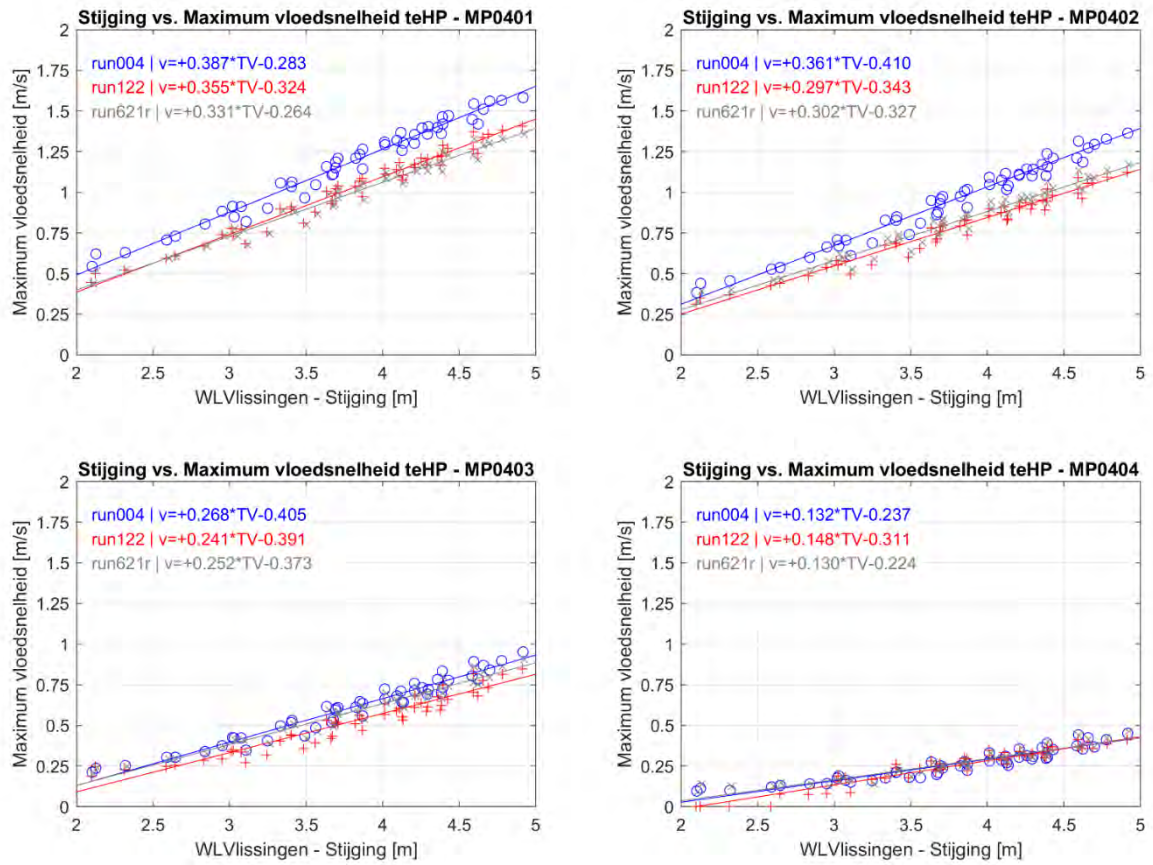 Stijging vs. Maximum vloedsnelheid teHP - MP0401
2
1.75
1.5
1.25
1
0.75
0.5
0.25
0
Maximum vloedsnelheid [m/s]
run004 | v=+0.387*TV-0.283
run122 | v=+0.355*TV-0.324
run621r | v=+0.331*TV-0.264
2 2.5 3 3.5 4 4.5 5
WLVlissingen - Stijging [m]
Stijging vs. Maximum vloedsnelheid teHP - MP0402
2
1.75
1.5
1.25
1
0.75
0.5
0.25
0
Maximum vloedsnelheid [m/s]
run004 | v=+0.361*TV-0.410
run122 | v=+0.297*TV-0.343
run621r | v=+0.302*TV-0.327
2 2.5 3 3.5 4 4.5 5
WLVlissingen - Stijging [m]
Stijging vs. Maximum vloedsnelheid teHP - MP0403
2
1.75
1.5
1.25
1
0.75
0.5
0.25
0
Maximum vloedsnelheid [m/s]
run004 | v=+0.268*TV-0.405
run122 | v=+0.241*TV-0.391
run621r | v=+0.252*TV-0.373
2 2.5 3 3.5 4 4.5 5
WLVlissingen - Stijging [m]
Stijging vs. Maximum vloedsnelheid teHP - MP0404
2
1.75
1.5
1.25
1
0.75
0.5
0.25
0
Maximum vloedsnelheid [m/s]
run004 | v=+0.132*TV-0.237
run122 | v=+0.148*TV-0.311
run621r | v=+0.130*TV-0.224
2 2.5 3 3.5 4 4.5 5
WLVlissingen - Stijging [m]